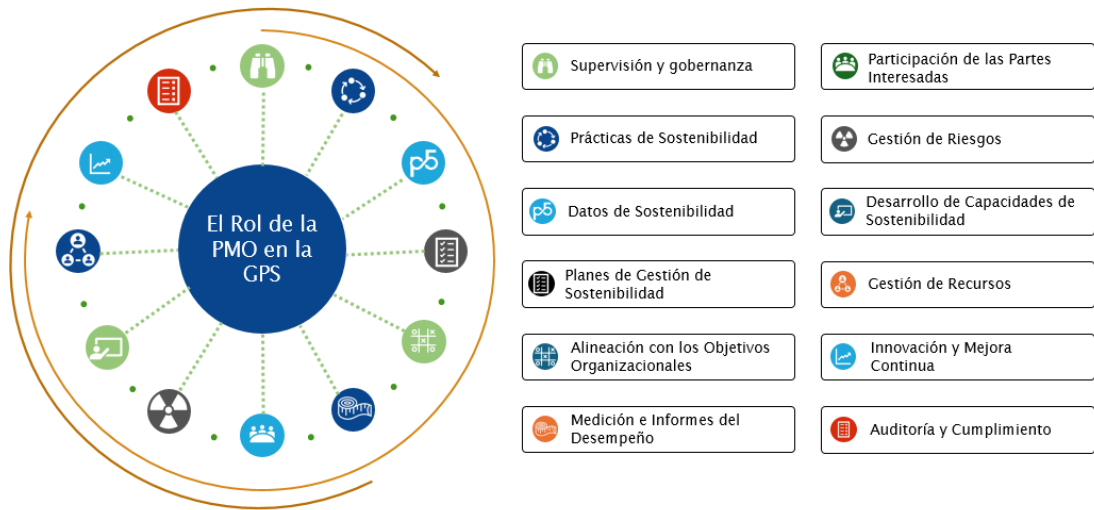 El Rol de la
PMO en la
GPS
p5
Supervisión y gobernanza
Prácticas de Sostenibilidad
p5
Datos de Sostenibilidad
Planes de Gestión de
Sostenibilidad
Alineación con los Objetivos
Organizacionales
Medición e Informes del
Desempeño
Participación de las Partes
Interesadas
Gestión de Riesgos
Desarrollo de Capacidades de
Sostenibilidad
Gestión de Recursos
Innovación y Mejora
Continua
Auditoría y Cumplimiento